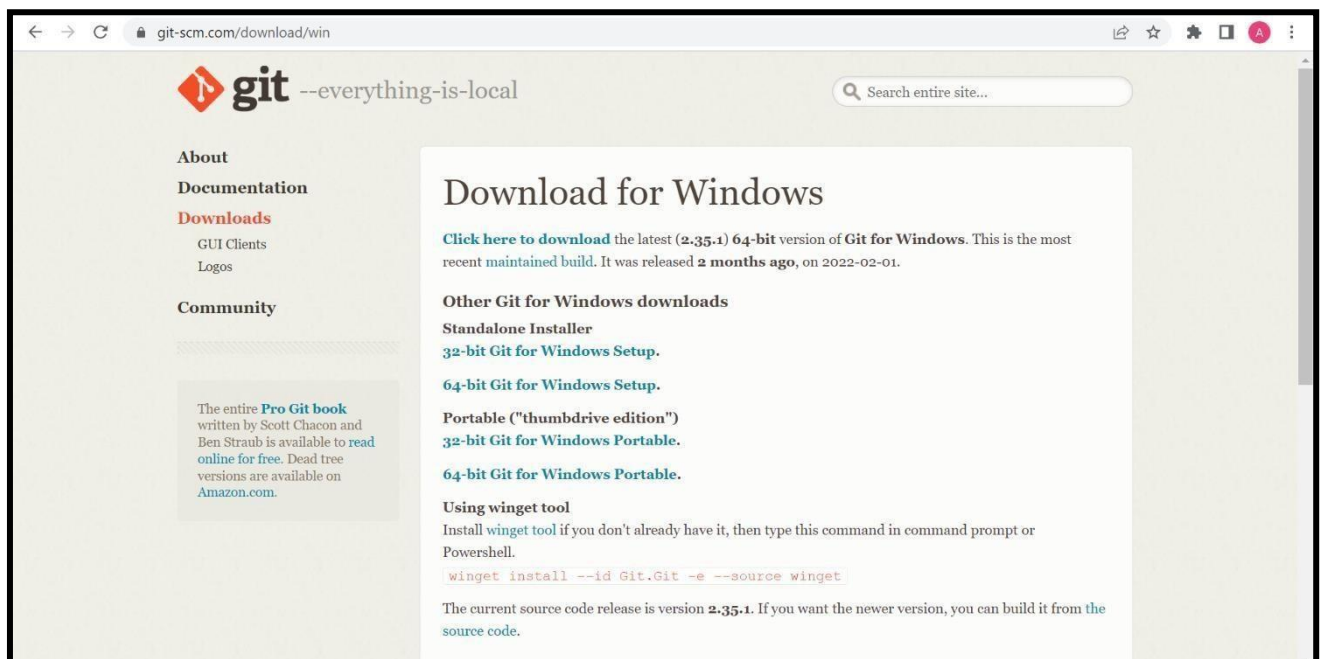 git-scm.com/download/win
A
git --everything-is-local
Search entire site...
About
Documentation
Downloads
GUI Clients
Logos
Community
The entire Pro Git book
written by Scott Chacon and
Ben Straub is available to read
online for free. Dead tree
versions are available on
Amazon.com.
Download for Windows
Click here to download the latest (2.35.1) 64-bit version of Git for Windows. This is the most
recent maintained build. It was released 2 months ago, on 2022-02-01.
Other Git for Windows downloads
Standalone Installer
32-bit Git for Windows Setup.
64-bit Git for Windows Setup.
Portable ("thumbdrive edition")
32-bit Git for Windows Portable.
64-bit Git for Windows Portable.
Using winget tool
Install winget tool if you don't already have it, then type this command in command prompt or
Powershell.
winget install --id Git.Git -e --source winget
The current source code release is version 2.35.1. If you want the newer version, you can build it from the
source code.